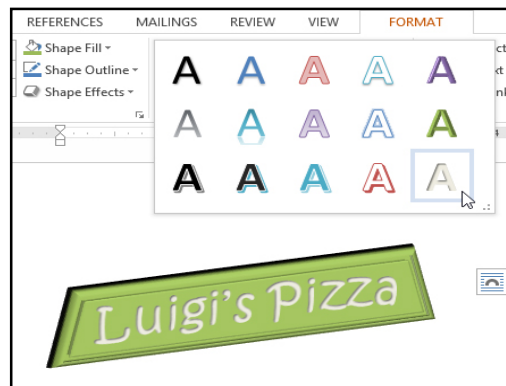 REFERENCES MAILINGS REVIEW VIEW FORMAT
Shape Fill
Shape Outline
Shape Effects
A A A A A
A A A A A
A A A A A
Luigi's Pizza